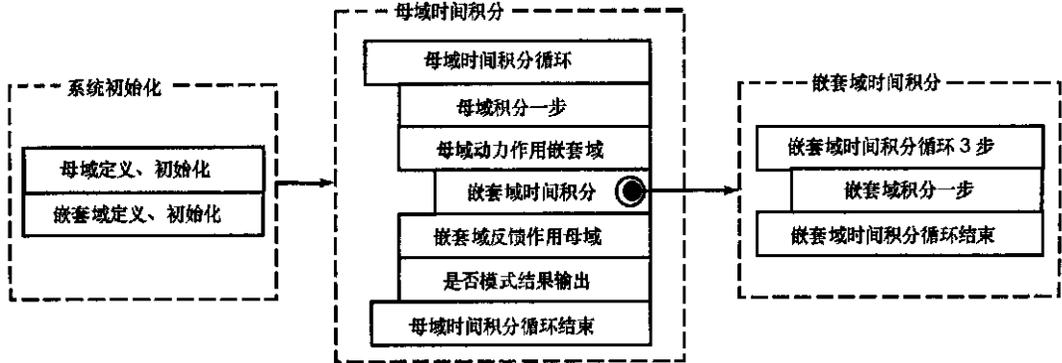 系统初始化
母域定义、初始化
嵌套域定义、初始化
母域时间积分
母域时间积分循环
母域积分一步
母域动力作用嵌套域
嵌套域时间积分
嵌套域反馈作用母域
是否模式结果输出
母域时间积分循环结束
嵌套域时间积分
嵌套域时间积分循环3步
嵌套域积分一步
嵌套域时间积分循环结束